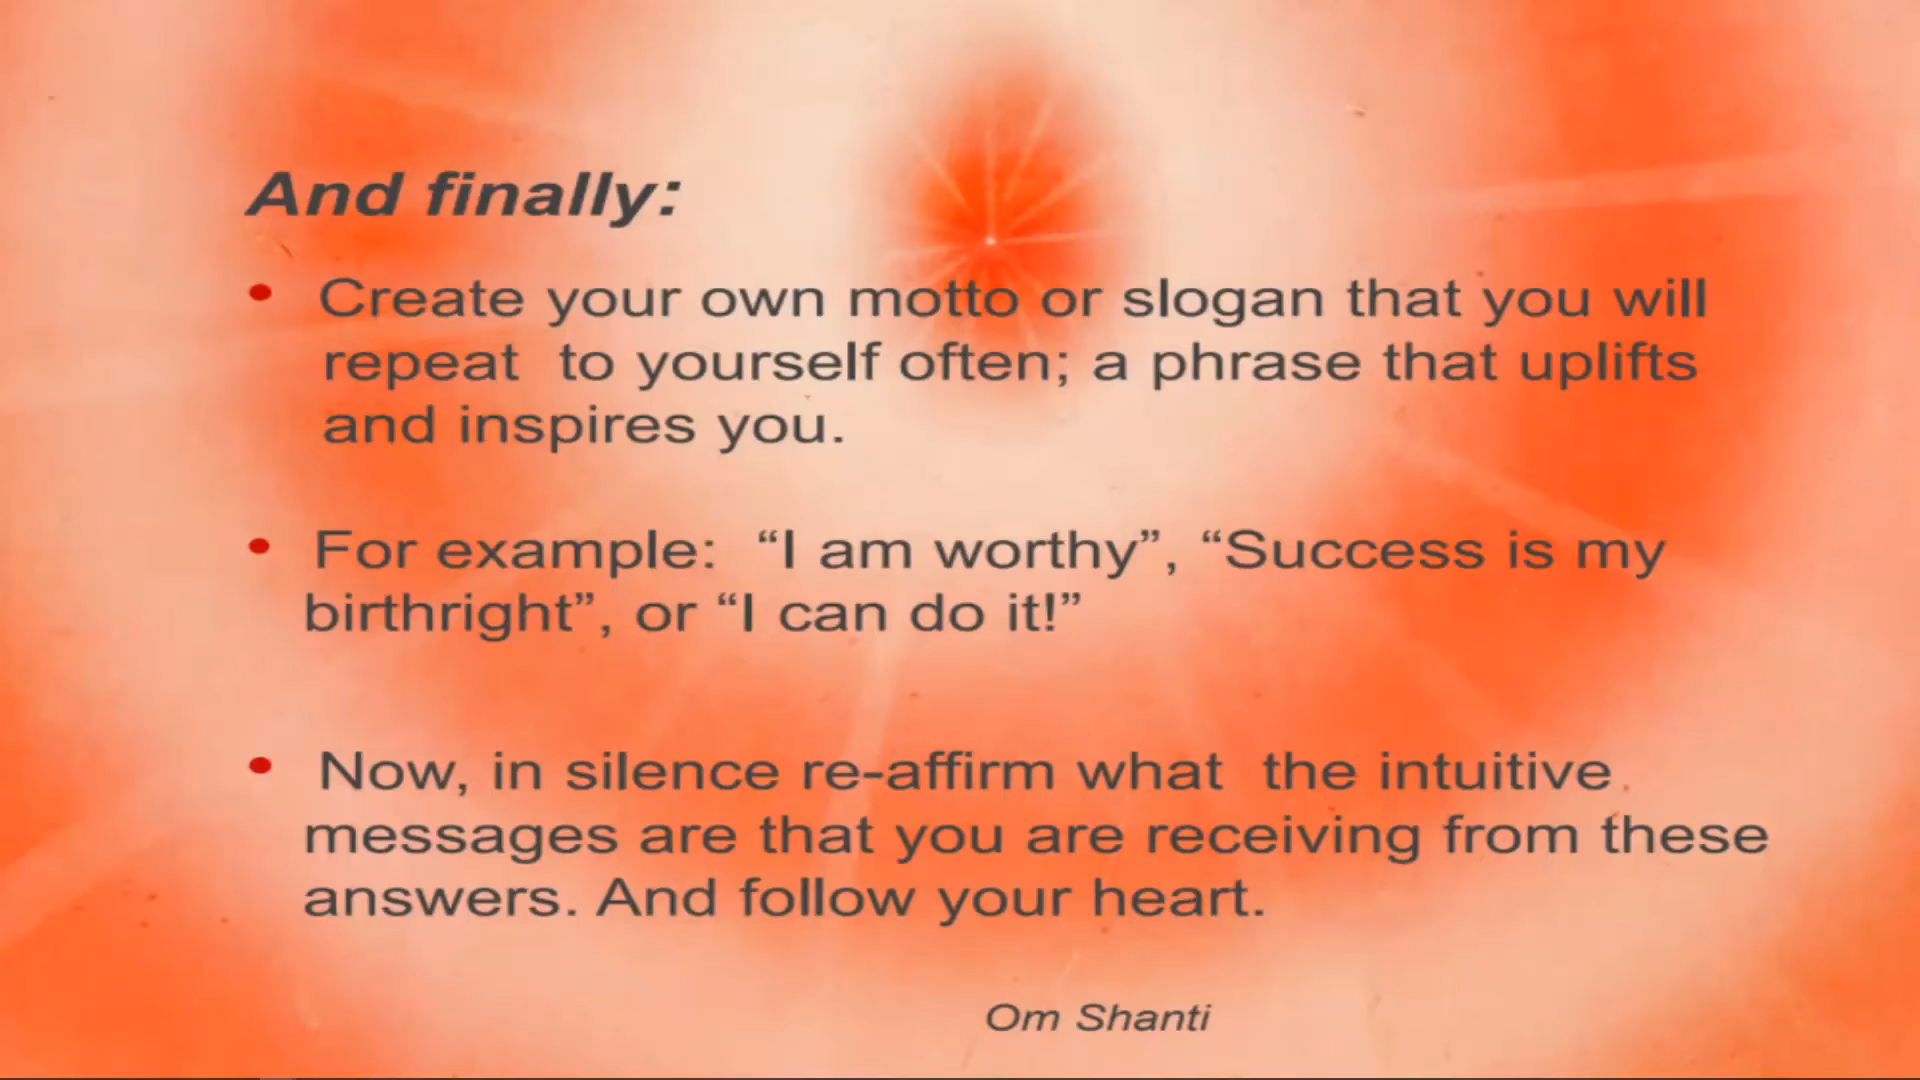 And finally:
• Create your own motto or slogan that you will
repeat to yourself often; a phrase that uplifts
and inspires you.
• For example: “I am worthy”, “Success is my
birthright”, or “I can do it!”
• Now, in silence re-affirm what the intuitive
messages are that you are receiving from these
answers. And follow your heart.
Om Shanti